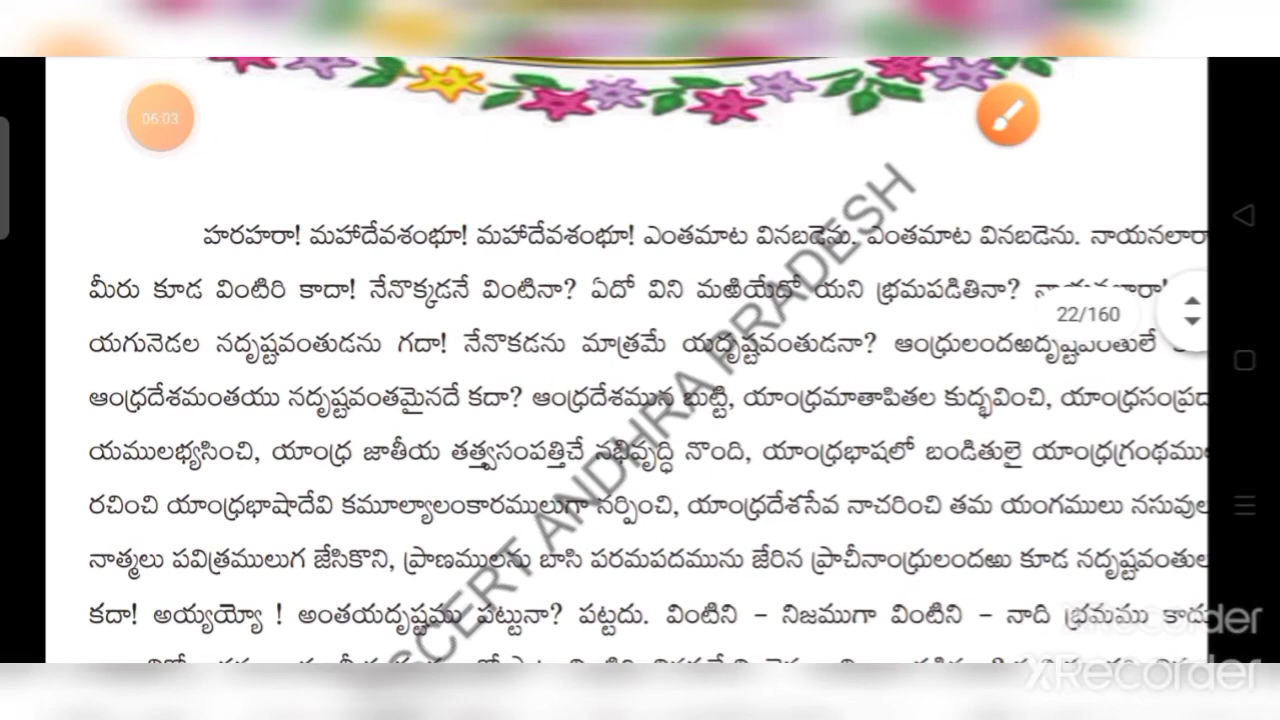 06:03
హరహరా! మహాదేవశంభూ! మహాదేవశంభూ! ఎంతమాట వినబడెను. ఎంతమాట వినబడెను. నాయనలారా
మీరు కూడ వింటిరి కాదా! నేనొక్కడనే వింటినా? ఏదో విని మఱియేదో యని భ్రమపడితినా?
22/160
యగునెడల నదృష్టవంతుడను గదా! నేనొకడను మాత్రమే యదృష్టవంతుడనా? ఆంధ్రులందఱదృష్టవంతులే
ఆంధ్రదేశమంతయు నదృష్టవంతమైనదే కదా? ఆంధ్రదేశమున బుట్టి, యాంధ్రమాతాపితల కుద్భవించి, యాంధ్రసంప్రదా
యములభ్యసించి, యాంధ్ర జాతీయ తత్త్వసంపత్తిచే నభివృద్ధి నొంది, యాంధ్రభాషలో బండితులై యాంధ్రగ్రంథముల
రచించి యాంధ్రభాషాదేవి కమూల్యాలంకారములుగా నర్పించి, యాంధ్రదేశసేవ నాచరించి తమ యంగములు నసువుల
నాత్మలు పవిత్రములుగ జేసికొని, ప్రాణములను బాసి పరమపదమును జేరిన ప్రాచీనాంధ్రులందఱు కూడ నదృష్టవంతుల
కదా! అయ్యయ్యో ! అంతయదృష్టము పట్టునా? పట్టదు. వింటిని – నిజముగా వింటిని – నాది భ్రమము కాదు
SCERT ANDHRA PRADESH
XRecorder
XRecorder